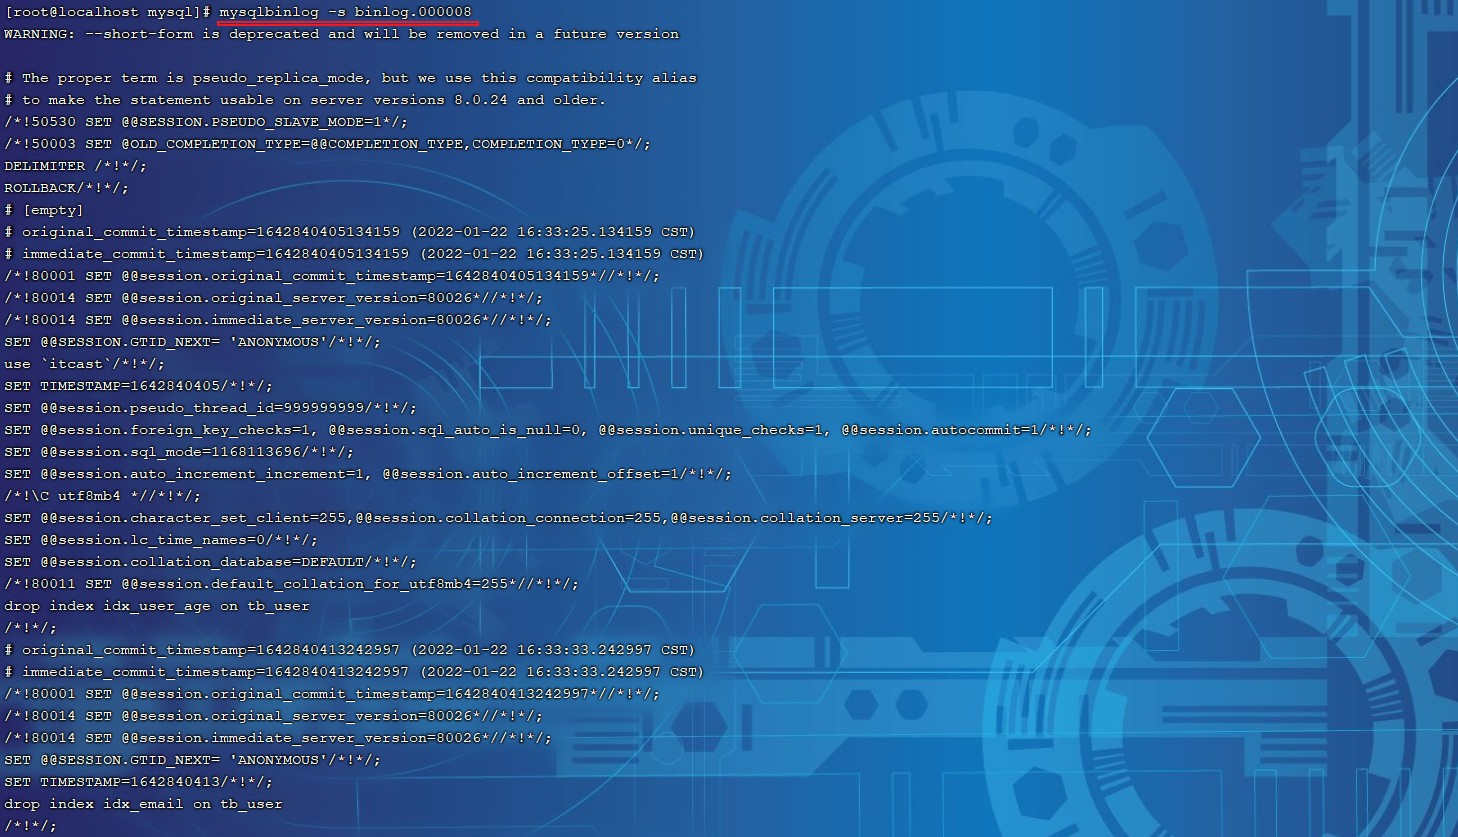 [root@localhost mysql]# mysqlbinlog -s binlog.000008
WARNING: --short-form is deprecated and will be removed in a future version
# The proper term is pseudo_replica_mode, but we use this compatibility alias
# to make the statement usable on server versions 8.0.24 and older.
/*!50530 SET @@SESSION.PSEUDO_SLAVE_MODE=1*/;
/*!50003 SET @OLD_COMPLETION_TYPE=@@COMPLETION_TYPE,COMPLETION_TYPE=0*/;
DELIMITER /*!*/;
ROLLBACK/*!*/;
# [empty]
# original_commit_timestamp=1642840405134159 (2022-01-22 16:33:25.134159 CST)
# immediate_commit_timestamp=1642840405134159 (2022-01-22 16:33:25.134159 CST)
/*!80001 SET @@session.original_commit_timestamp=1642840405134159*//*!*/;
/*!80014 SET @@session.original_server_version=80026*//*!*/;
/*!80014 SET @@session.immediate_server_version=80026*//*!*/;
SET @@SESSION.GTID_NEXT= 'ANONYMOUS'/*!*/;
use `itcast`/*!*/;
SET TIMESTAMP=1642840405/*!*/;
SET @@session.pseudo_thread_id=999999999/*!*/;
SET @@session.foreign_key_checks=1, @@session.sql_auto_is_null=0, @@session.unique_checks=1, @@session.autocommit=1/*!*/;
SET @@session.sql_mode=1168113696/*!*/;
SET @@session.auto_increment_increment=1, @@session.auto_increment_offset=1/*!*/;
/*!\C utf8mb4 *//*!*/;
SET @@session.character_set_client=255,@@session.collation_connection=255,@@session.collation_server=255/*!*/;
SET @@session.lc_time_names=0/*!*/;
SET @@session.collation_database=DEFAULT/*!*/;
/*!80011 SET @@session.default_collation_for_utf8mb4=255*//*!*/;
drop index idx_user_age on tb_user
/*!*/;
# original_commit_timestamp=1642840413242997 (2022-01-22 16:33:33.242997 CST)
# immediate_commit_timestamp=1642840413242997 (2022-01-22 16:33:33.242997 CST)
/*!80001 SET @@session.original_commit_timestamp=1642840413242997*//*!*/;
/*!80014 SET @@session.original_server_version=80026*//*!*/;
/*!80014 SET @@session.immediate_server_version=80026*//*!*/;
SET @@SESSION.GTID_NEXT= 'ANONYMOUS'/*!*/;
SET TIMESTAMP=1642840413/*!*/;
drop index idx_email on tb_user
/*!*/;